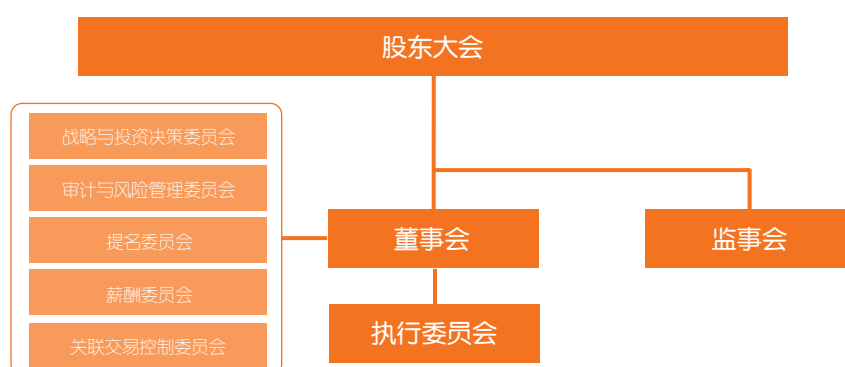 股东大会
战略与投资决策委员会
审计与风险管理委员会
提名委员会
薪酬委员会
关联交易控制委员会
董事会
监事会
执行委员会